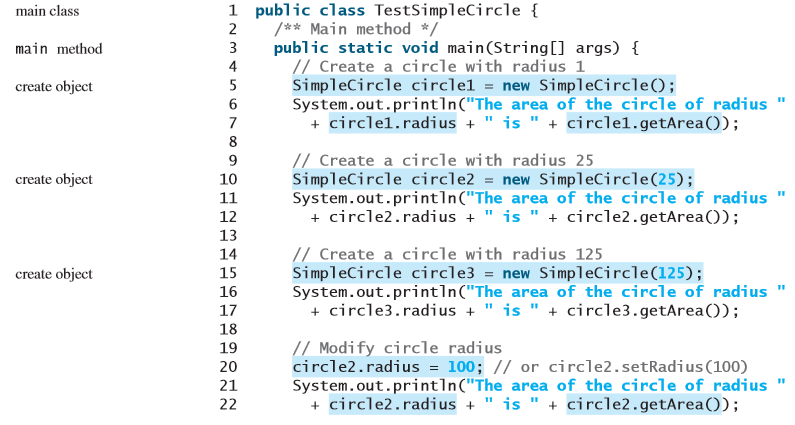 main class 1 public class TestSimpleCircle {
2 /** Main method */
main method 3 public static void main(String[] args) {
4 // Create a circle with radius 1
create object 5 SimpleCircle circle1 = new SimpleCircle();
6 System.out.println("The area of the circle of radius "
7 + circle1.radius + " is " + circle1.getArea());
8
9 // Create a circle with radius 25
create object 10 SimpleCircle circle2 = new SimpleCircle(25);
11 System.out.println("The area of the circle of radius "
12 + circle2.radius + " is " + circle2.getArea());
13
14 // Create a circle with radius 125
create object 15 SimpleCircle circle3 = new SimpleCircle(125);
16 System.out.println("The area of the circle of radius "
17 + circle3.radius + " is " + circle3.getArea());
18
19 // Modify circle radius
20 circle2.radius = 100; // or circle2.setRadius(100)
21 System.out.println("The area of the circle of radius "
22 + circle2.radius + " is " + circle2.getArea());